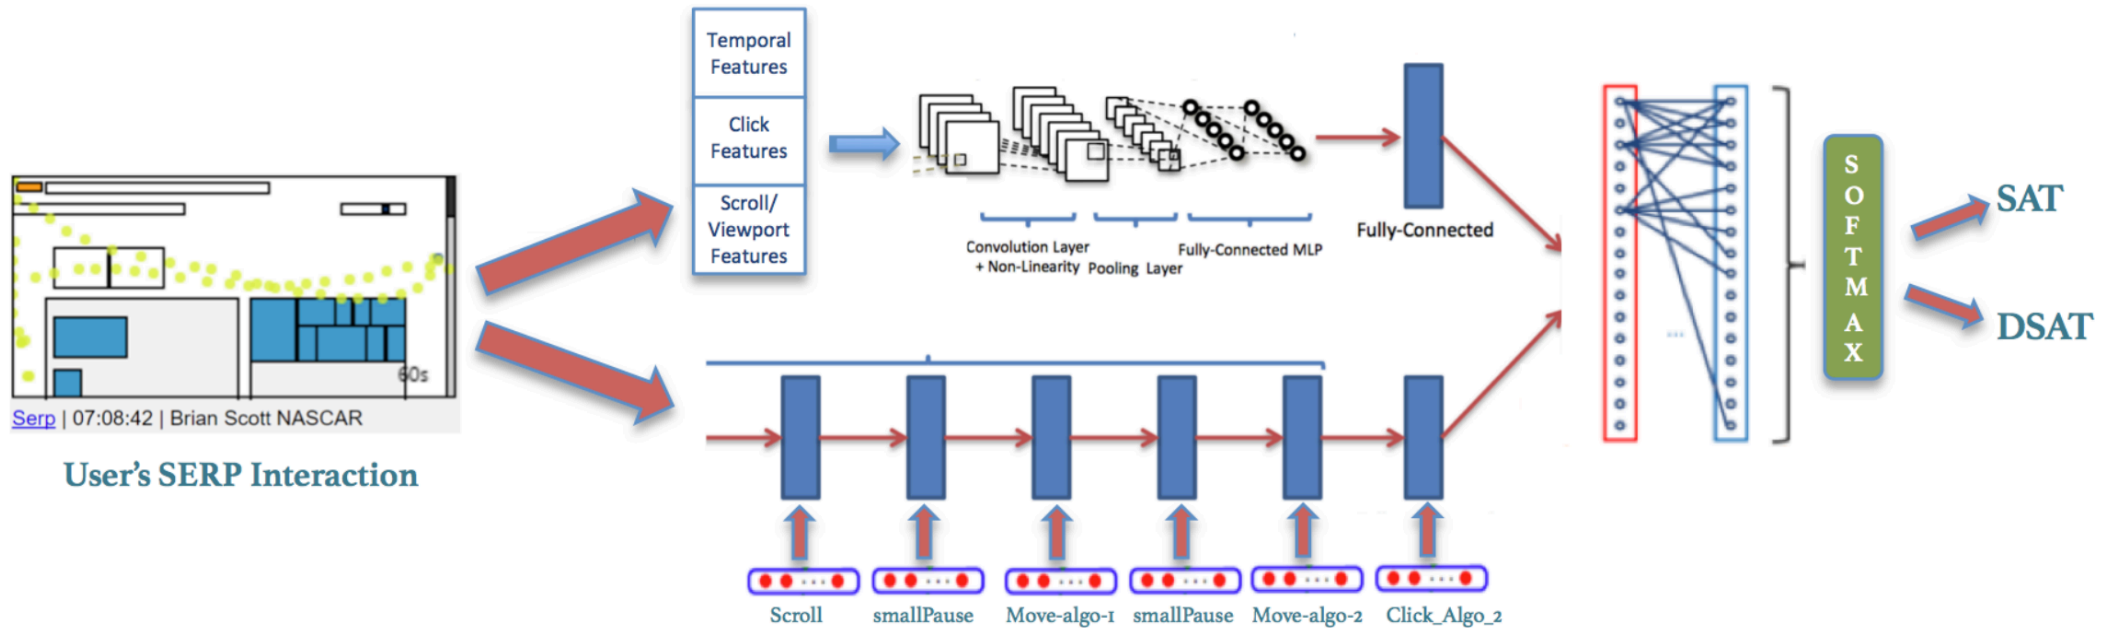 Temporal
Features
Click
Features
Scroll/
Viewport
Features
60s
Serp | 07:08:42 | Brian Scott NASCAR
User's SERP Interaction
Convolution Layer
+ Non-Linearity
Pooling Layer
Fully-Connected MLP
Fully-Connected
Scroll
smallPause
Move-algo-1
smallPause
Move-algo-2
Click_Algo_2
...
S
O
F
T
M
A
X
SAT
DSAT